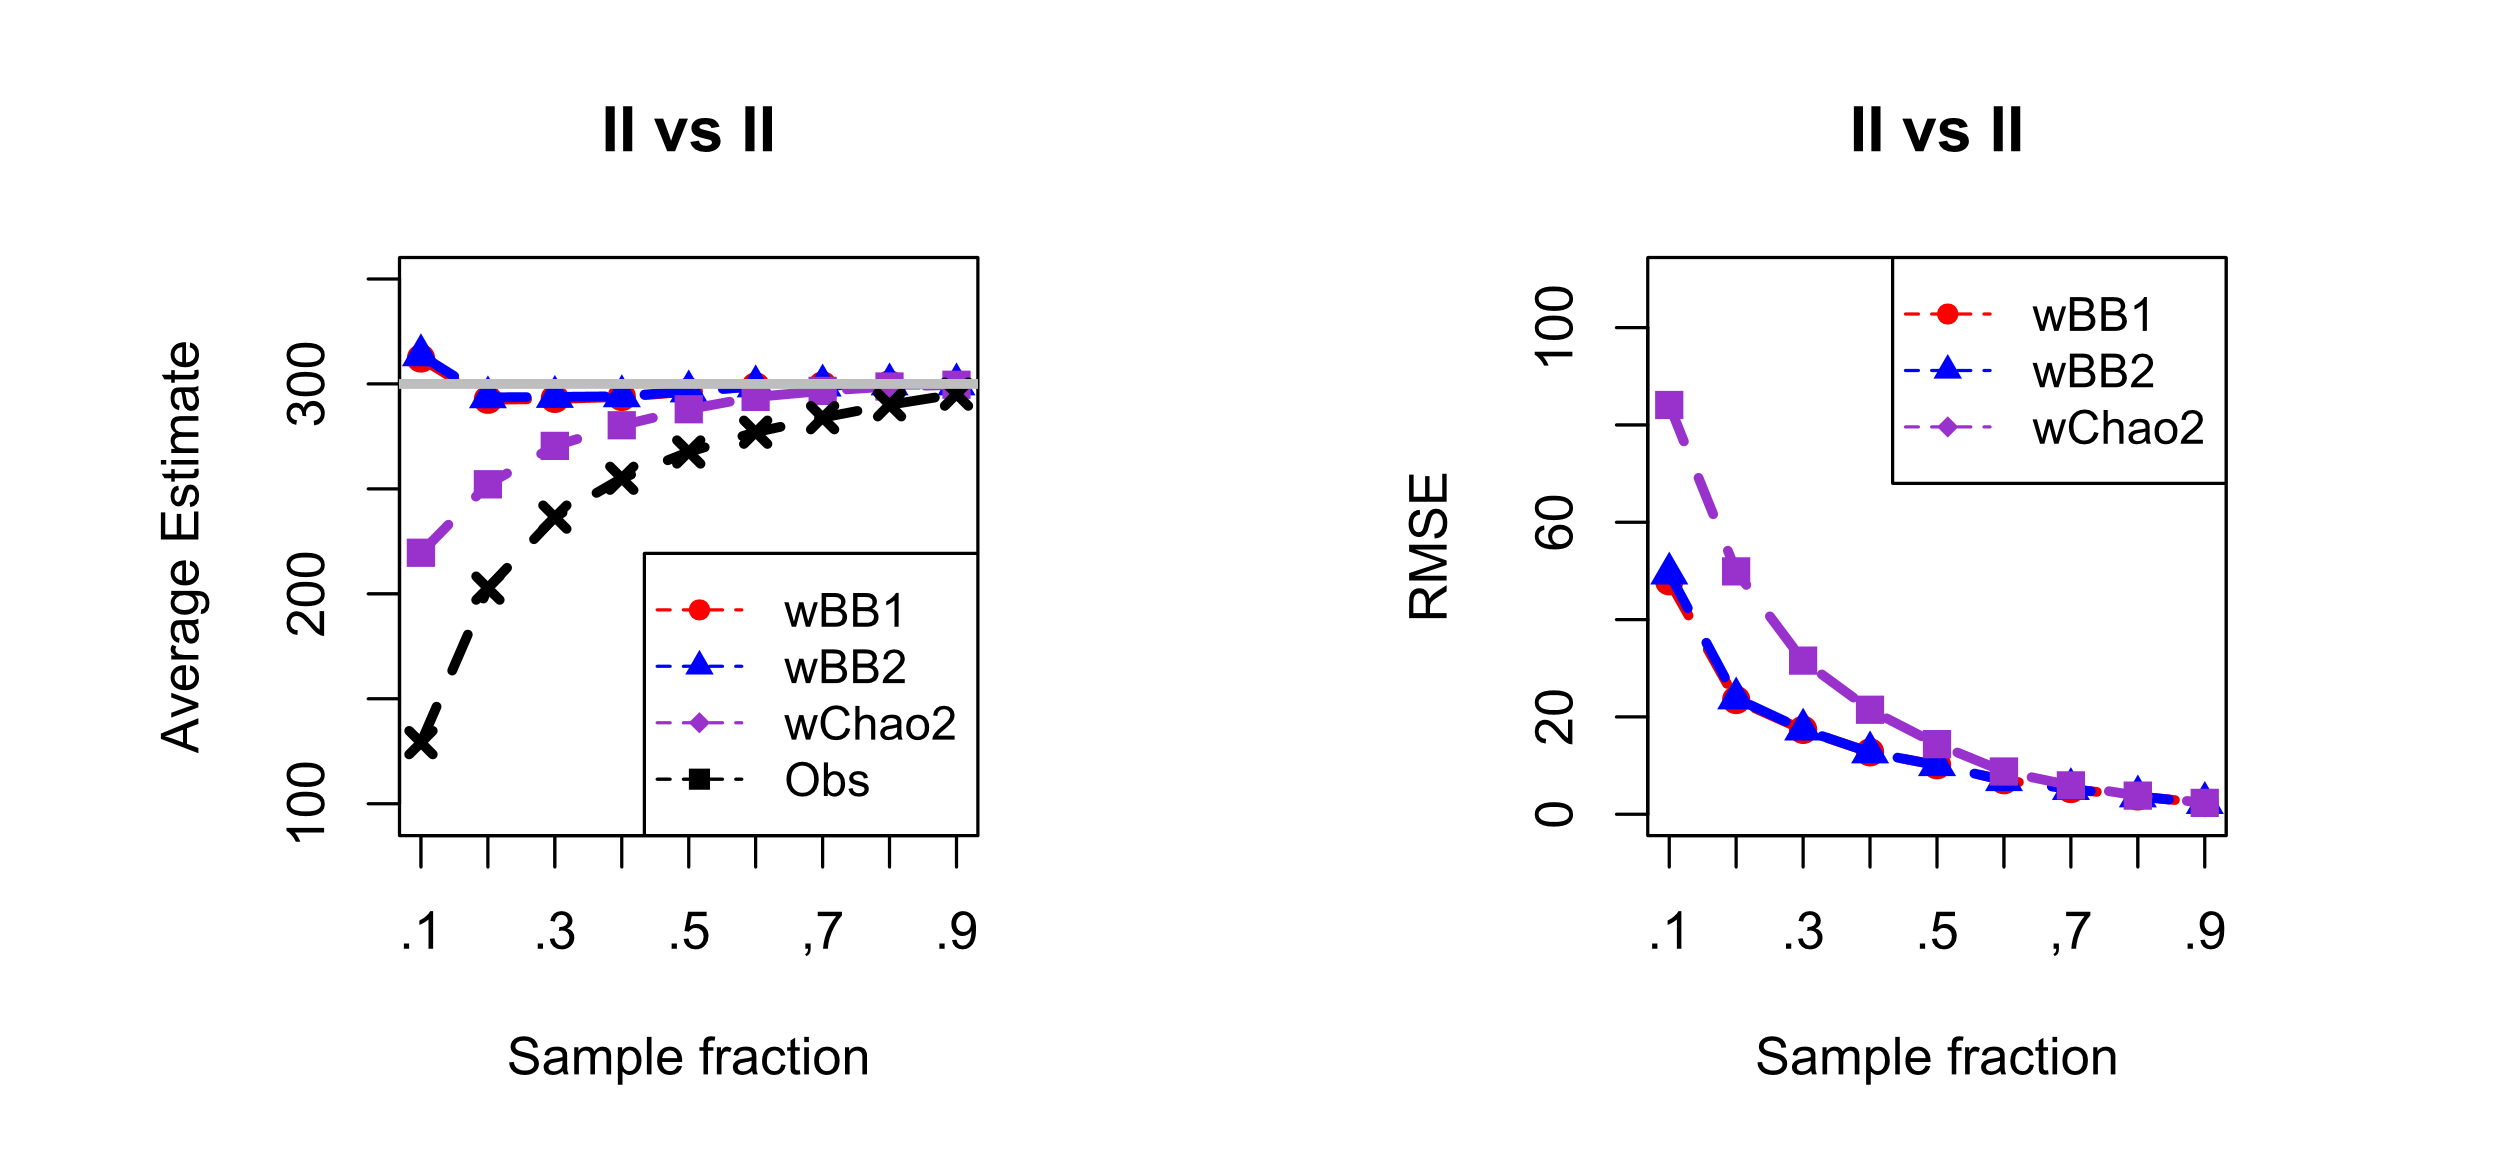 II vs II
Average Estimate
100
200
300
wBB1
wBB2
wChao2
Obs
.1 .3 .5 ,7 .9
Sample fraction
II vs II
RMSE
0
20
60
100
wBB1
wBB2
wChao2
.1 .3 .5 ,7 .9
Sample fraction